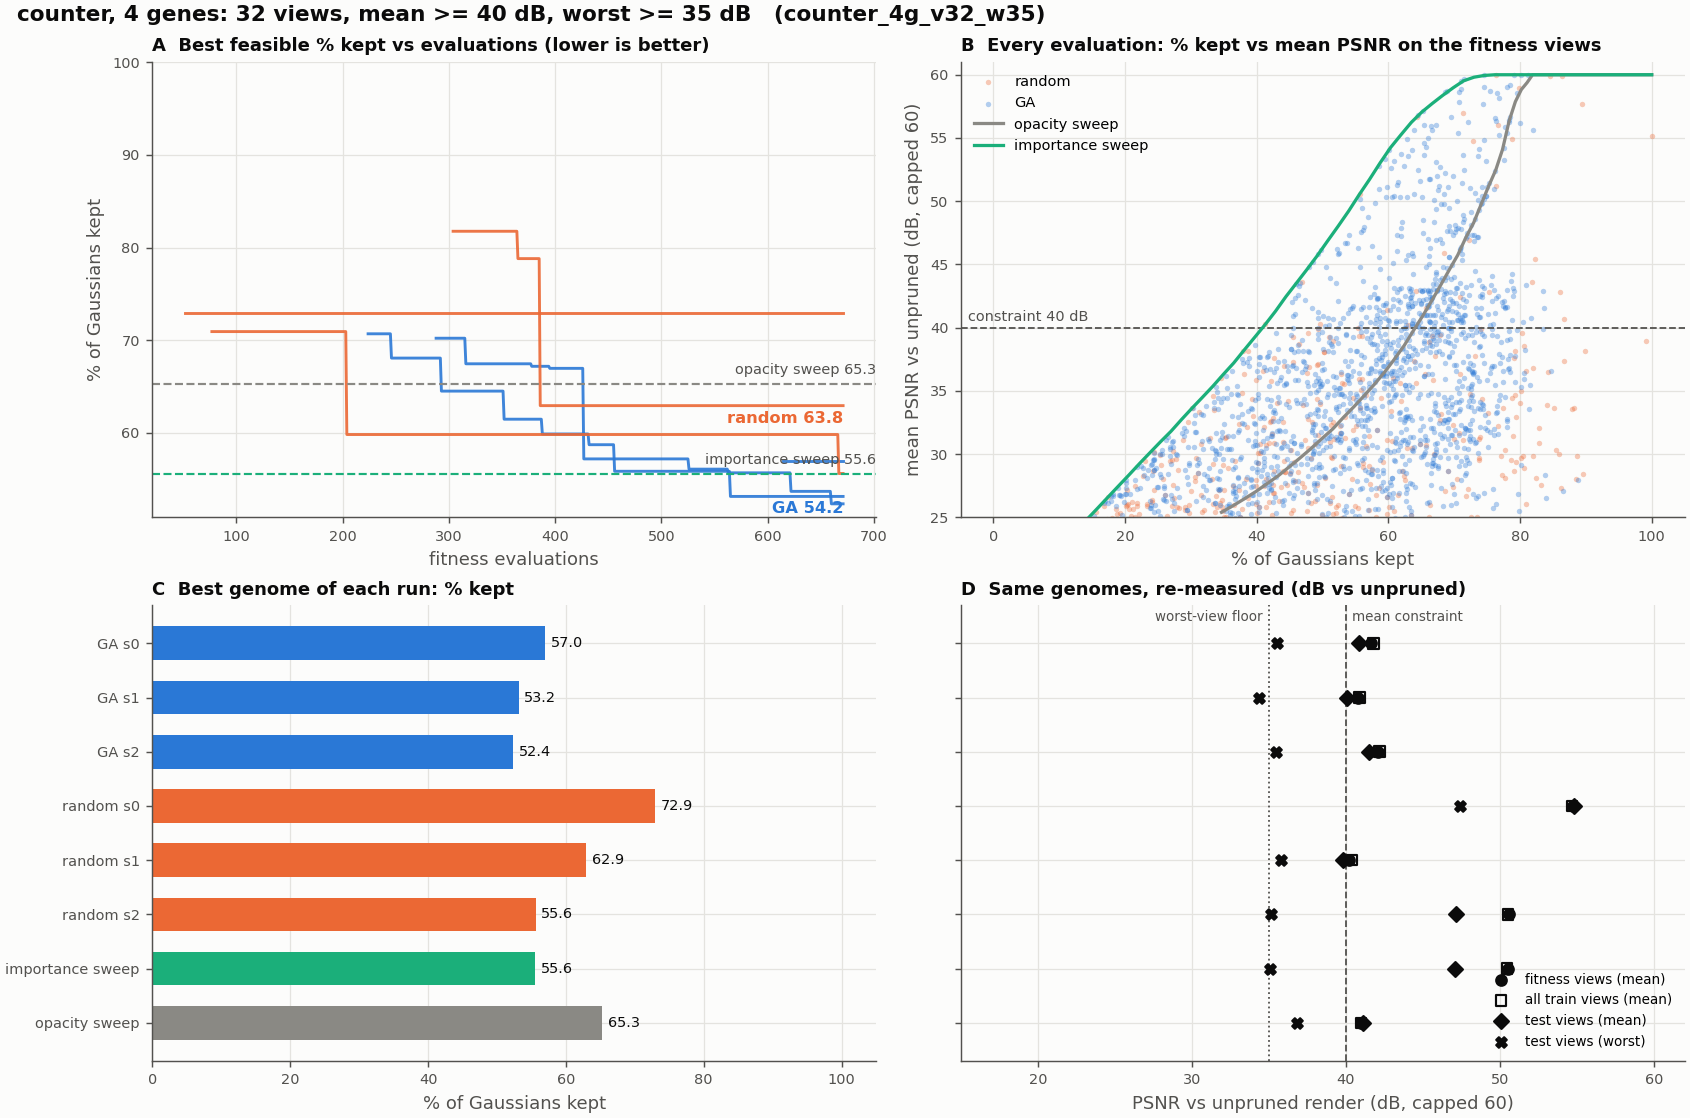 counter, 4 genes: 32 views, mean >= 40 dB, worst >= 35 dB   (counter_4g_v32_w35)
A  Best feasible % kept vs evaluations (lower is better)
100
90
80
70
60
% of Gaussians kept
opacity sweep 65.3
random 63.8
importance sweep 55.6
GA 54.2
100
200
300
400
500
600
700
fitness evaluations
B  Every evaluation: % kept vs mean PSNR on the fitness views
random
GA
opacity sweep
importance sweep
constraint 40 dB
60
55
50
45
40
35
30
25
mean PSNR vs unpruned (dB, capped 60)
0
20
40
60
80
100
% of Gaussians kept
C  Best genome of each run: % kept
GA s0
57.0
GA s1
53.2
GA s2
52.4
random s0
72.9
random s1
62.9
random s2
55.6
importance sweep
55.6
opacity sweep
65.3
0
20
40
60
80
100
% of Gaussians kept
D  Same genomes, re-measured (dB vs unpruned)
worst-view floor
mean constraint
fitness views (mean)
all train views (mean)
test views (mean)
test views (worst)
20
30
40
50
60
PSNR vs unpruned render (dB, capped 60)